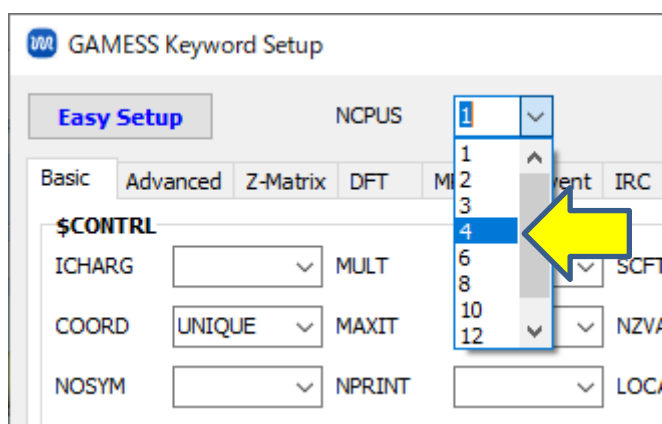 GAMESS Keyword Setup
Easy Setup NCPUS 1
1
2
3
4
6
8
10
12
Basic Advanced Z-Matrix DFT IRC
$CONTRL
ICHARG MULT
COORD UNIQUE MAXIT
NOSYM NPRINT